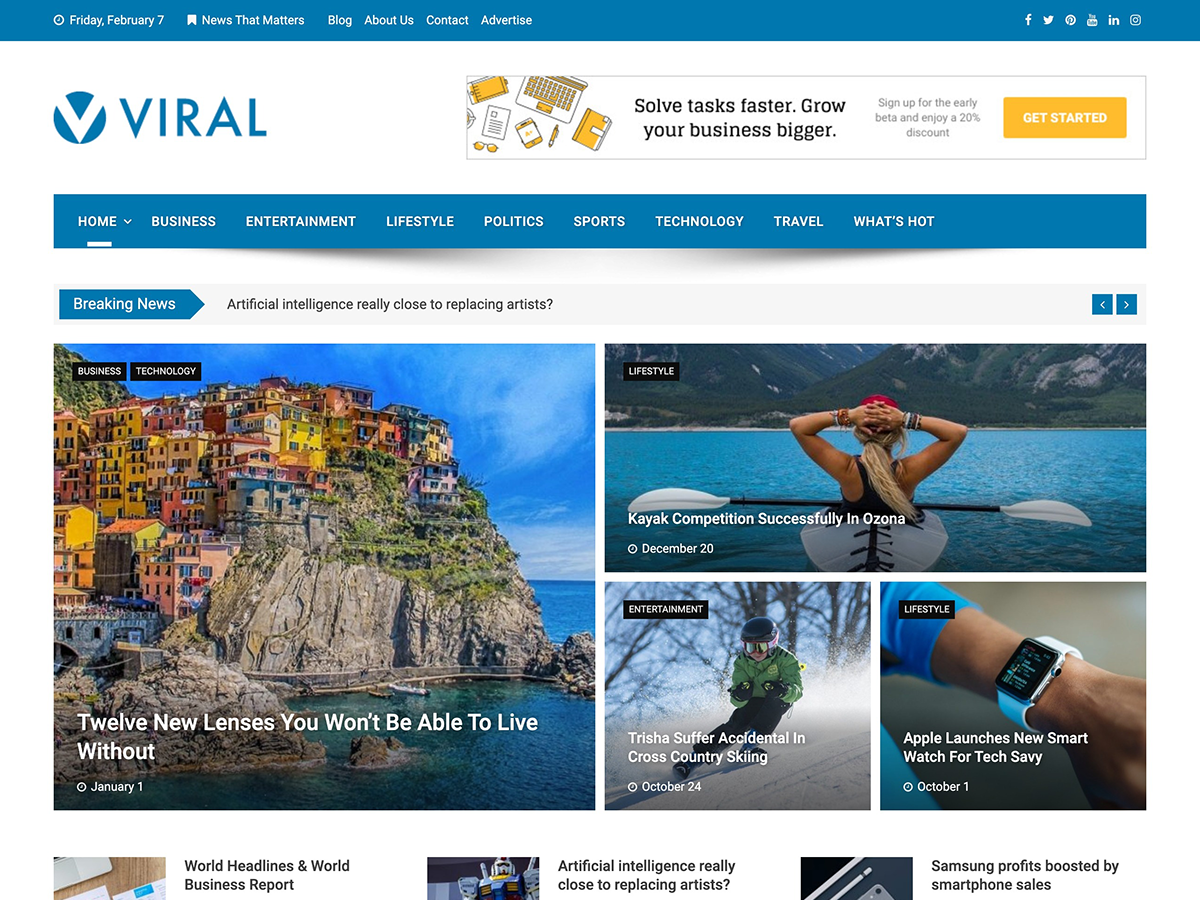 Friday, February 7 News That Matters Blog About Us Contact Advertise
VIRAL
Solve tasks faster. Grow
your business bigger.
Sign up for the early
beta and enjoy a 20%
discount
GET STARTED
HOME BUSINESS ENTERTAINMENT LIFESTYLE POLITICS SPORTS TECHNOLOGY TRAVEL WHAT'S HOT
Breaking News Artificial intelligence really close to replacing artists?
BUSINESS TECHNOLOGY
Twelve New Lenses You Won't Be Able To Live
Without
January 1
LIFESTYLE
Kayak Competition Successfully In Ozona
December 20
ENTERTAINMENT
Trisha Suffer Accidental In
Cross Country Skiing
October 24
LIFESTYLE
Apple Launches New Smart
Watch For Tech Savy
October 1
World Headlines & World
Business Report
Artificial intelligence really
close to replacing artists?
Samsung profits boosted by
smartphone sales